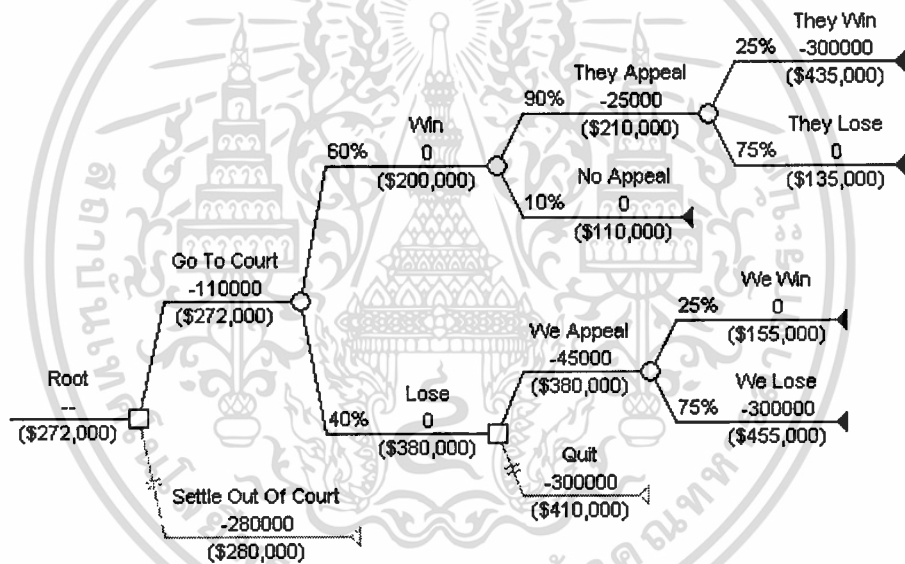 They Win
25% -300000
($435,000)
They Appeal
90% -25000
($210,000)
They Lose
75% 0
($135,000)
Win
60% 0
($200,000)
No Appeal
10% 0
($110,000)
Go To Court
-110000
($272,000)
We Win
25% 0
($155,000)
We Appeal
-45000
($380,000)
Root
--
($272,000)
Lose
40% 0
($380,000)
We Lose
75% -300000
($455,000)
Quit
-300000
($410,000)
Settle Out Of Court
-280000
($280,000)